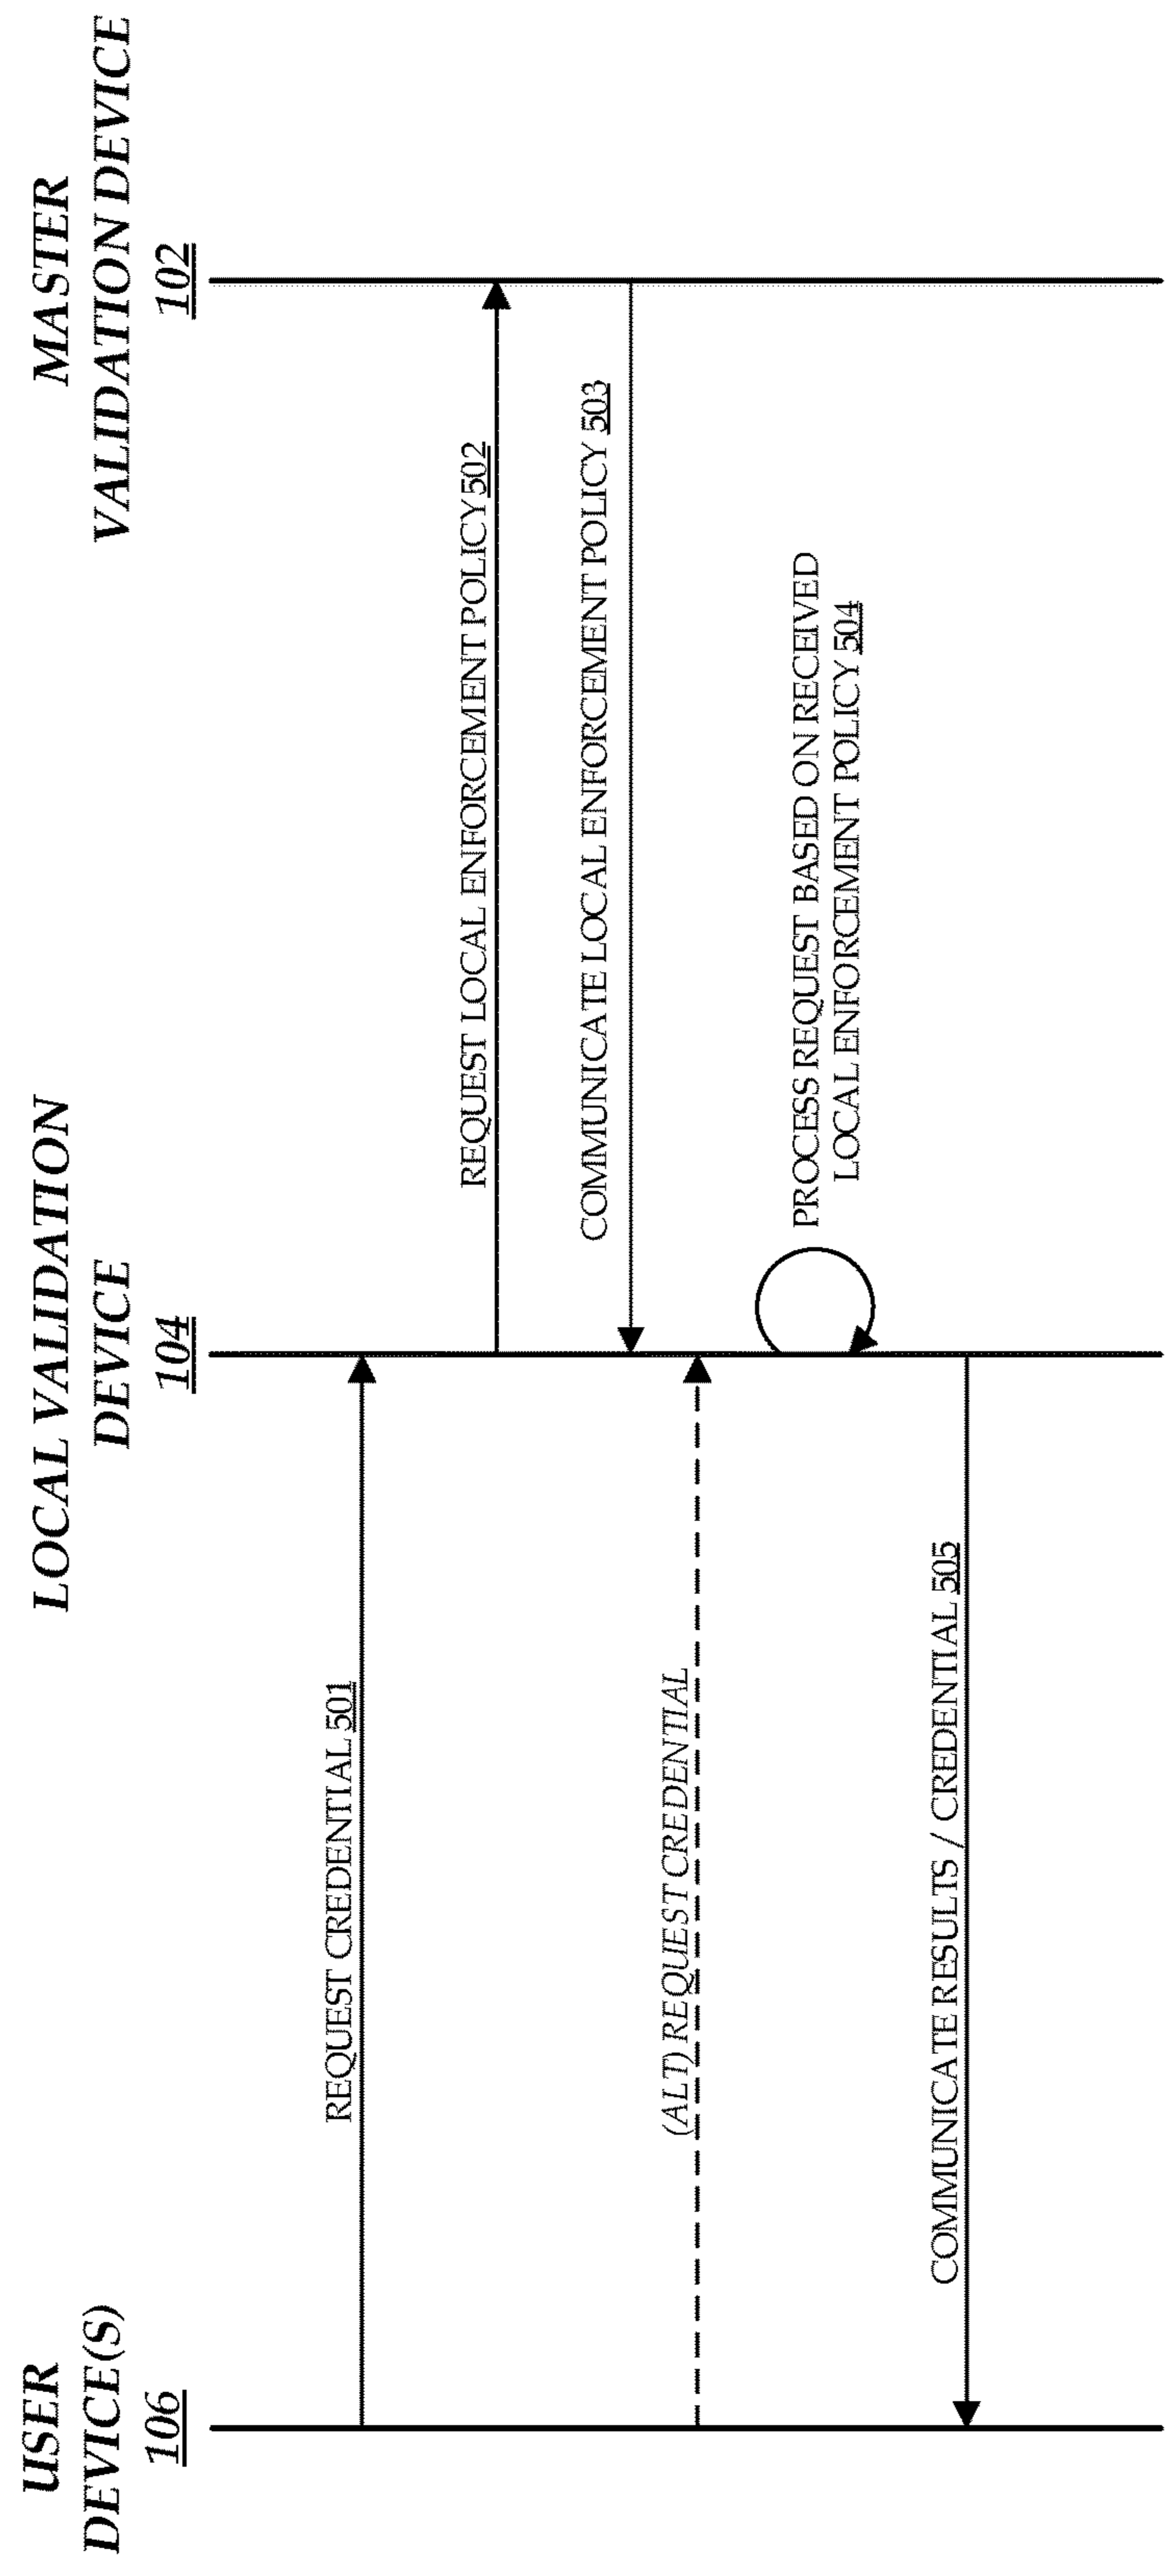 USER
DEVICE(S)
106
LOCAL VALIDATION
DEVICE
104
MASTER
VALIDATION DEVICE
102
REQUEST CREDENTIAL 501
REQUEST LOCAL ENFORCEMENT POLICY 502
COMMUNICATE LOCAL ENFORCEMENT POLICY 503
(ALT) REQUEST CREDENTIAL
PROCESS REQUEST BASED ON RECEIVED
LOCAL ENFORCEMENT POLICY 504
COMMUNICATE RESULTS / CREDENTIAL 505